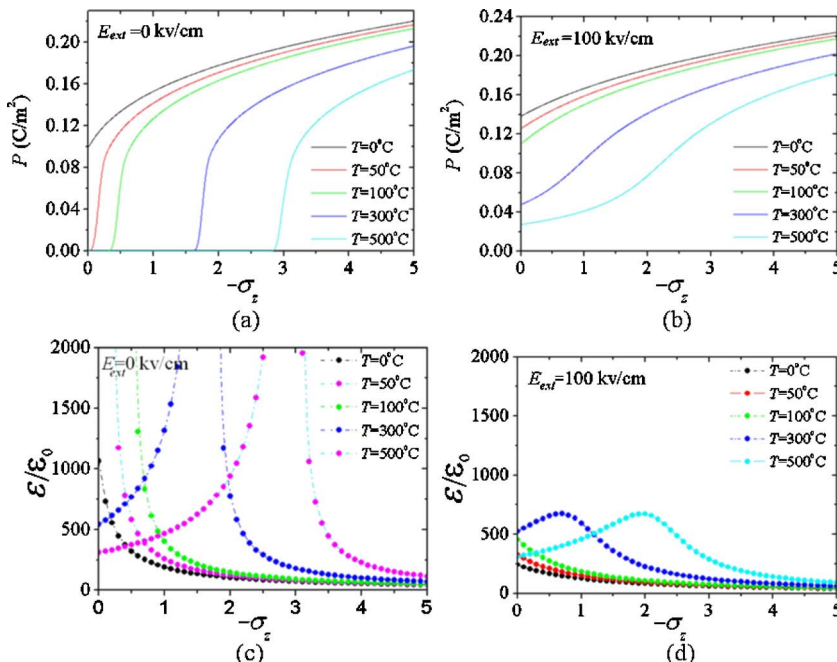 E_ext = 0 kv/cm
P (C/m²)
0.20
0.16
0.12
0.08
0.04
0.00
T=0°C
T=50°C
T=100°C
T=300°C
T=500°C
0 1 2 3 4 5
-σ_z
(a)
E_ext = 100 kv/cm
P (C/m²)
0.24
0.20
0.16
0.12
0.08
0.04
0.00
T=0°C
T=50°C
T=100°C
T=300°C
T=500°C
0 1 2 3 4 5
-σ_z
(b)
E_ext=0 kv/cm
ε/ε₀
2000
1500
1000
500
0
T=0°C
T=50°C
T=100°C
T=300°C
T=500°C
0 1 2 3 4 5
-σ_z
(c)
E_ext=100 kv/cm
ε/ε₀
2000
1500
1000
500
0
T=0°C
T=50°C
T=100°C
T=300°C
T=500°C
0 1 2 3 4 5
-σ_z
(d)